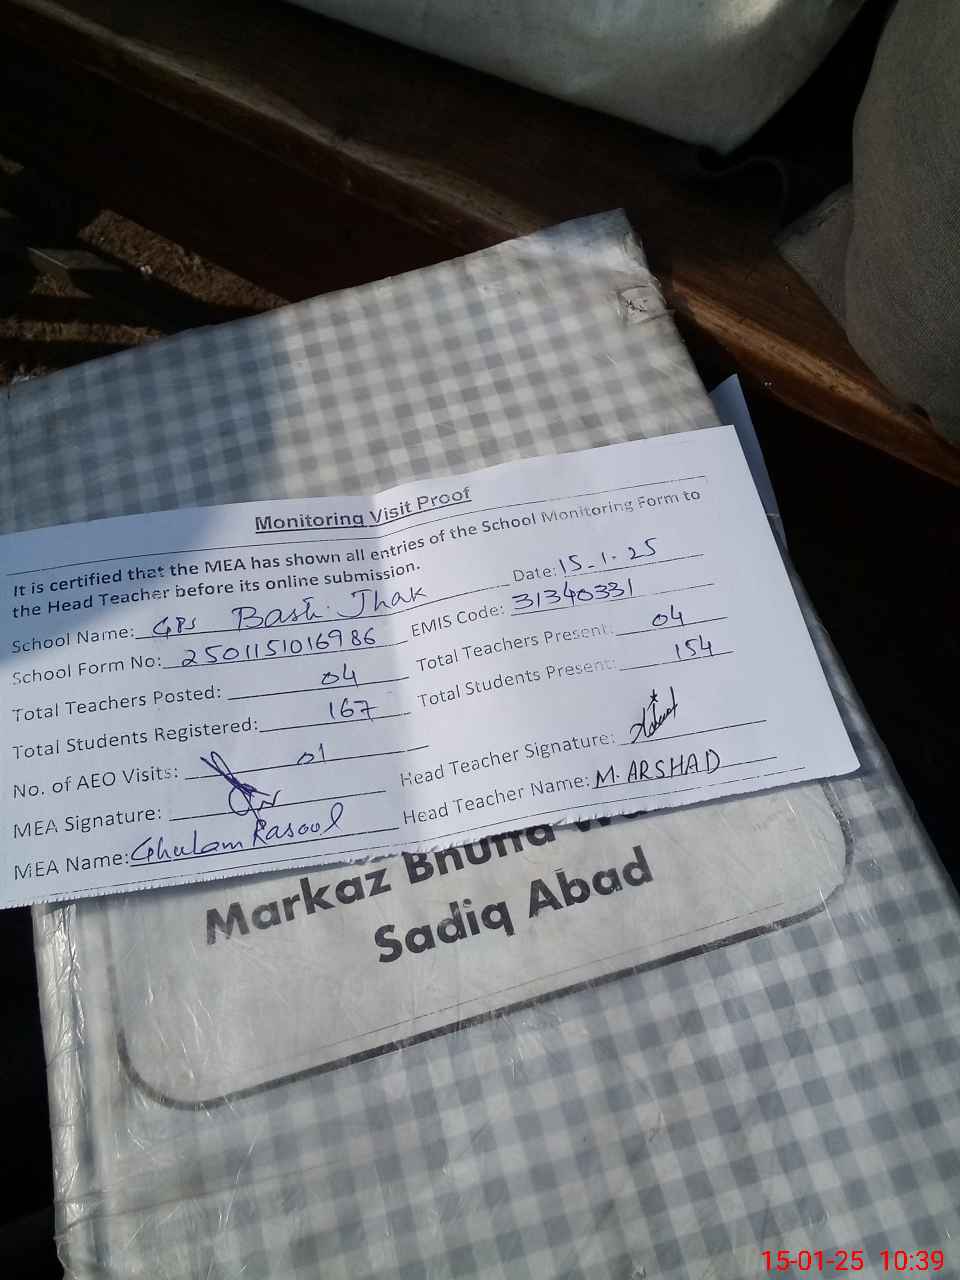 Monitoring Visit Proof
It is certified that the MEA has shown all entries of the School Monitoring Form to
the Head Teacher before its online submission.
School Name: GPS Basti Jhak Date: 15-1-25
School Form No: 2501151016986 EMIS Code: 31340331
Total Teachers Posted: 04 Total Teachers Present: 04
Total Students Registered: 167 Total Students Present: 154
No. of AEO Visits: 01
MEA Signature: Head Teacher Signature:
MEA Name: Ghulam Rasool Head Teacher Name: M. ARSHAD
Markaz Bhutta
Sadiq Abad
15-01-25 10:39